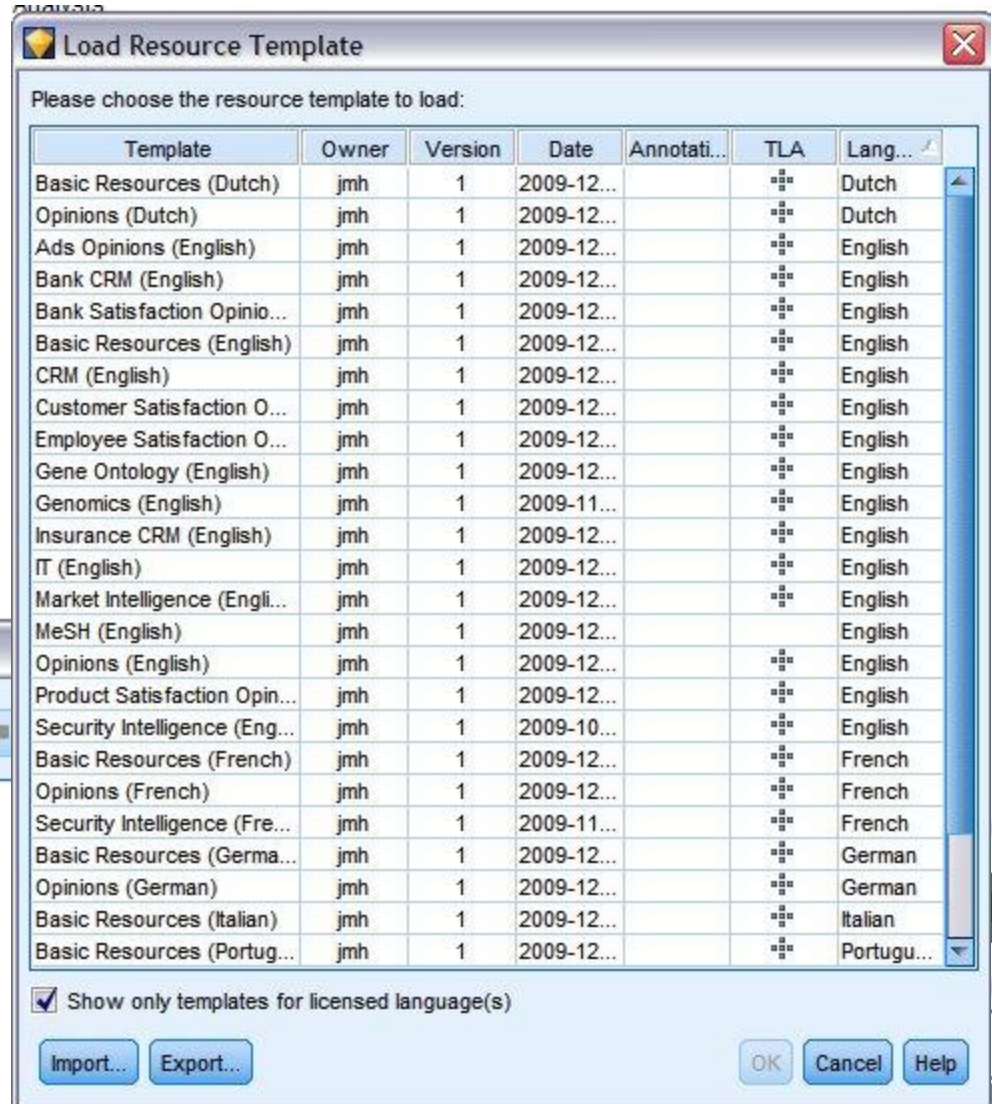 Analysis
Load Resource Template
Please choose the resource template to load:
Template Owner Version Date Annotati... TLA Lang...
Basic Resources (Dutch) jmh 1 2009-12... Dutch
Opinions (Dutch) jmh 1 2009-12... Dutch
Ads Opinions (English) jmh 1 2009-12... English
Bank CRM (English) jmh 1 2009-12... English
Bank Satisfaction Opinio... jmh 1 2009-12... English
Basic Resources (English) jmh 1 2009-12... English
CRM (English) jmh 1 2009-12... English
Customer Satisfaction O... jmh 1 2009-12... English
Employee Satisfaction O... jmh 1 2009-12... English
Gene Ontology (English) jmh 1 2009-12... English
Genomics (English) jmh 1 2009-11... English
Insurance CRM (English) jmh 1 2009-12... English
IT (English) jmh 1 2009-12... English
Market Intelligence (Engli... jmh 1 2009-12... English
MeSH (English) jmh 1 2009-12... English
Opinions (English) jmh 1 2009-12... English
Product Satisfaction Opin... jmh 1 2009-12... English
Security Intelligence (Eng... jmh 1 2009-10... English
Basic Resources (French) jmh 1 2009-12... French
Opinions (French) jmh 1 2009-12... French
Security Intelligence (Fre... jmh 1 2009-11... French
Basic Resources (Germa... jmh 1 2009-12... German
Opinions (German) jmh 1 2009-12... German
Basic Resources (Italian) jmh 1 2009-12... Italian
Basic Resources (Portug... jmh 1 2009-12... Portugu...
Show only templates for licensed language(s)
Import... Export... OK Cancel Help